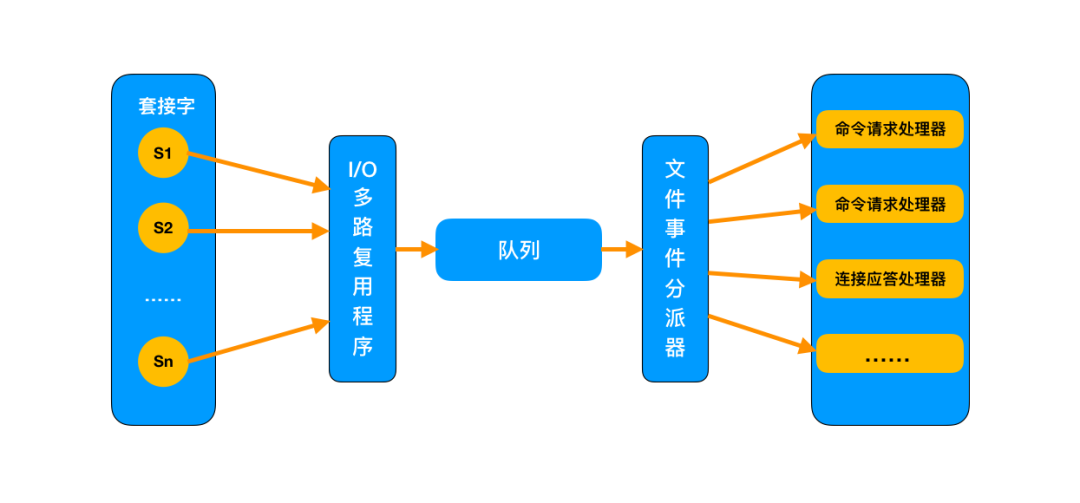 套接字
S1
S2
......
Sn
I/O
多
路
复
用
程
序
队列
文
件
事
件
分
派
器
命令请求处理器
命令请求处理器
连接应答处理器
......